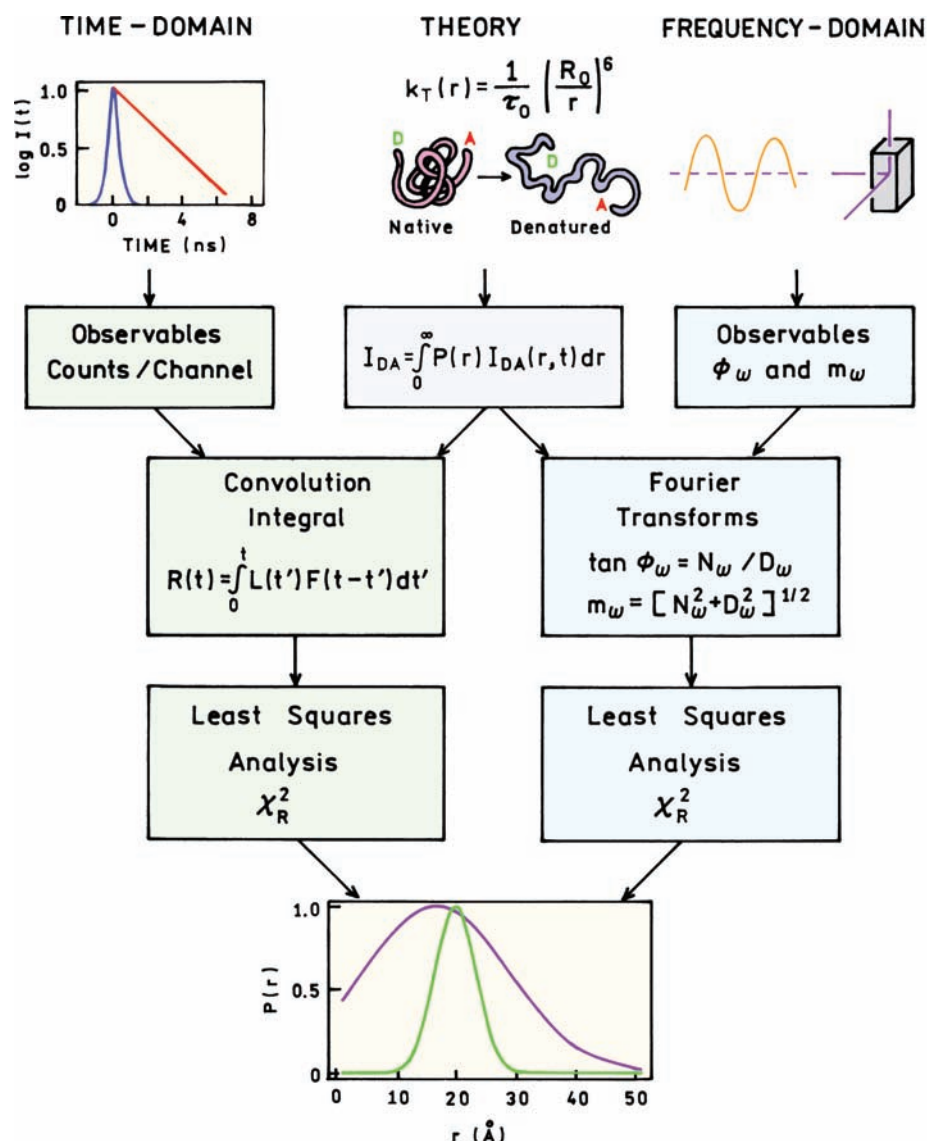 TIME-DOMAIN
THEORY
FREQUENCY-DOMAIN
k_T(r) = 1/τ_0 (R_0/r)^6
log I(t)
1.0
0.5
0
0 4 8
TIME (ns)
D A
D
A
Native
Denatured
Observables
Counts/Channel
I_DA = ∫_0^∞ P(r) I_DA(r,t) dr
Observables
ϕ_ω and m_ω
Convolution
Integral
R(t) = ∫_0^t L(t') F(t-t') dt'
Fourier
Transforms
tan ϕ_ω = N_ω / D_ω
m_ω = [N_ω^2 + D_ω^2]^1/2
Least Squares
Analysis
χ_R^2
Least Squares
Analysis
χ_R^2
P(r)
1.0
0.5
0
0 10 20 30 40 50
r (Å)